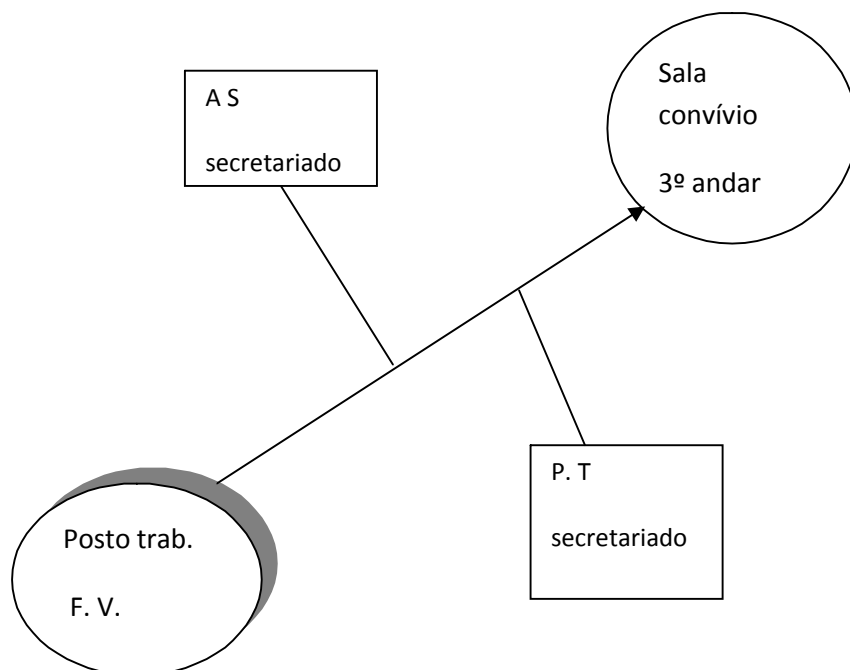 A S
secretariado
Sala
convívio
3º andar
P. T
secretariado
Posto trab.
F. V.